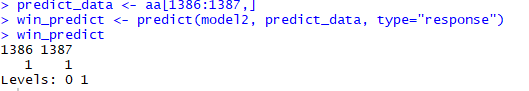 > predict_data <- aa[1386:1387,]
> win_predict <- predict(model2, predict_data, type="response")
> win_predict
1386 1387
   1    1
Levels: 0 1